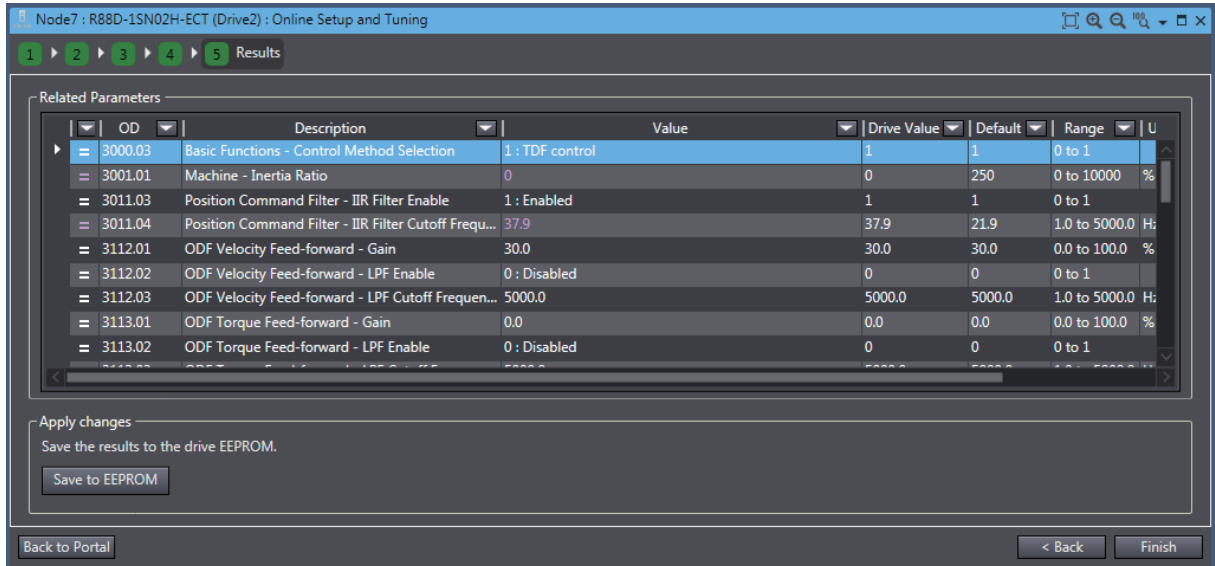 Node7 : R88D-1SN02H-ECT (Drive2) : Online Setup and Tuning
1 2 3 4 5 Results
Related Parameters
OD Description Value Drive Value Default Range U
= 3000.03 Basic Functions - Control Method Selection 1 : TDF control 1 1 0 to 1
= 3001.01 Machine - Inertia Ratio 0 0 250 0 to 10000 %
= 3011.03 Position Command Filter - IIR Filter Enable 1 : Enabled 1 1 0 to 1
= 3011.04 Position Command Filter - IIR Filter Cutoff Frequ... 37.9 37.9 21.9 1.0 to 5000.0 Hz
= 3112.01 ODF Velocity Feed-forward - Gain 30.0 30.0 30.0 0.0 to 100.0 %
= 3112.02 ODF Velocity Feed-forward - LPF Enable 0 : Disabled 0 0 0 to 1
= 3112.03 ODF Velocity Feed-forward - LPF Cutoff Frequen... 5000.0 5000.0 5000.0 1.0 to 5000.0 Hz
= 3113.01 ODF Torque Feed-forward - Gain 0.0 0.0 0.0 0.0 to 100.0 %
= 3113.02 ODF Torque Feed-forward - LPF Enable 0 : Disabled 0 0 0 to 1
Apply changes
Save the results to the drive EEPROM.
Save to EEPROM
Back to Portal < Back Finish